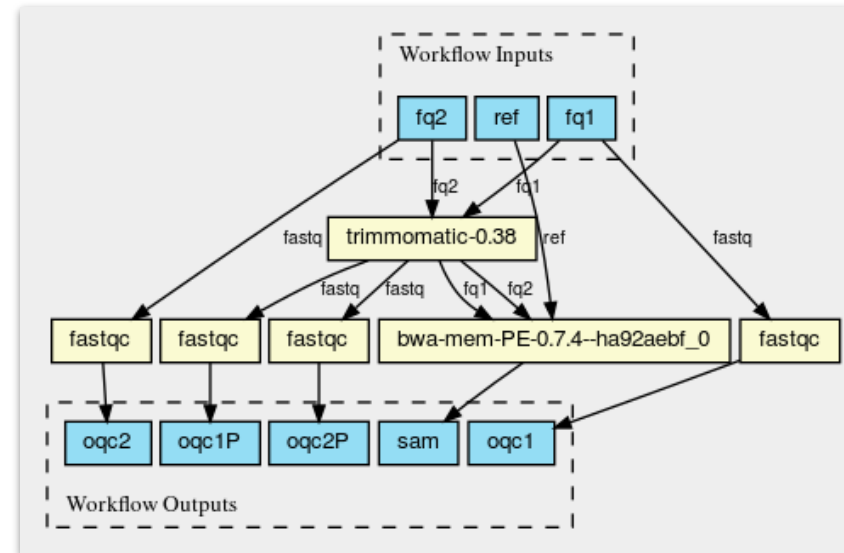 Workflow Inputs
fq2 ref fq1
fq2 fq1
fastq trimmomatic-0.38 ref fastq
fastq fastq fq1 fq2
fastqc fastqc fastqc bwa-mem-PE-0.7.4--ha92aebf_0 fastqc
oqc2 oqc1P oqc2P sam oqc1
Workflow Outputs